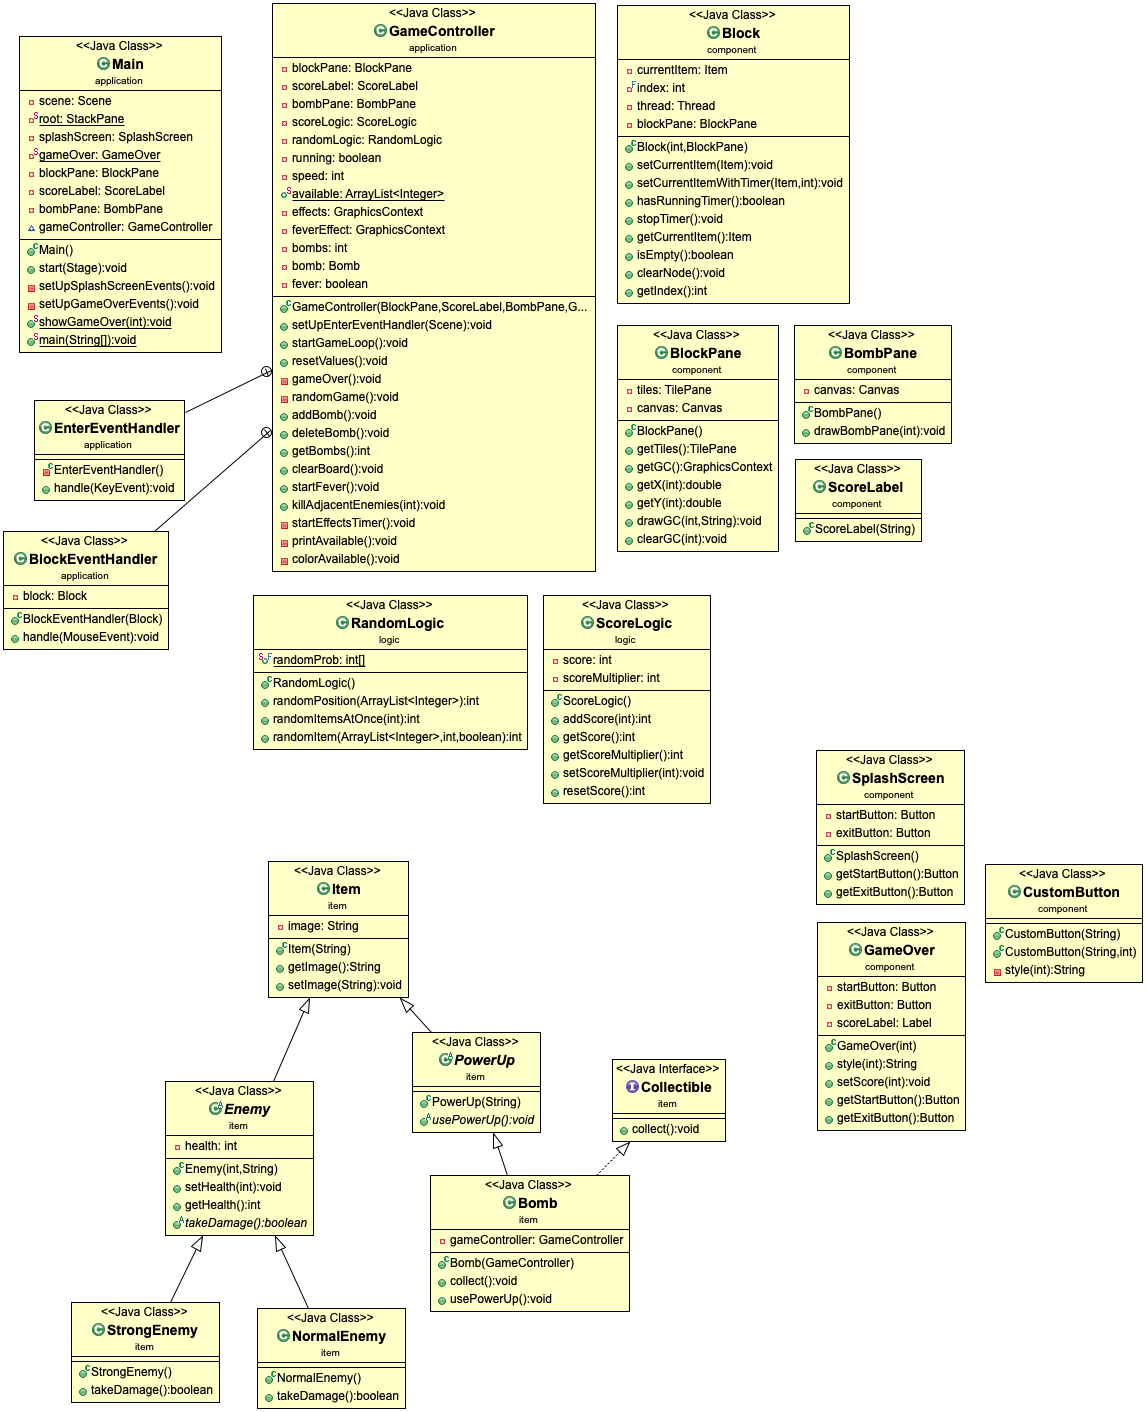 <<Java Class>>
Main
application
scene: Scene
root: StackPane
splashScreen: SplashScreen
gameOver: GameOver
blockPane: BlockPane
scoreLabel: ScoreLabel
bombPane: BombPane
gameController: GameController
Main()
start(Stage):void
setUpSplashScreenEvents():void
setUpGameOverEvents():void
showGameOver(int):void
main(String[]):void
<<Java Class>>
GameController
application
blockPane: BlockPane
scoreLabel: ScoreLabel
bombPane: BombPane
scoreLogic: ScoreLogic
randomLogic: RandomLogic
running: boolean
speed: int
available: ArrayList<Integer>
effects: GraphicsContext
feverEffect: GraphicsContext
bombs: int
bomb: Bomb
fever: boolean
GameController(BlockPane,ScoreLabel,BombPane,G...
setUpEnterEventHandler(Scene):void
startGameLoop():void
resetValues():void
gameOver():void
randomGame():void
addBomb():void
deleteBomb():void
getBombs():int
clearBoard():void
startFever():void
killAdjacentEnemies(int):void
startEffectsTimer():void
printAvailable():void
colorAvailable():void
<<Java Class>>
Block
component
currentItem: Item
index: int
thread: Thread
blockPane: BlockPane
Block(int,BlockPane)
setCurrentItem(Item):void
setCurrentItemWithTimer(Item,int):void
hasRunningTimer():boolean
stopTimer():void
getCurrentItem():Item
isEmpty():boolean
clearNode():void
getIndex():int
<<Java Class>>
BlockPane
component
tiles: TilePane
canvas: Canvas
BlockPane()
getTiles():TilePane
getGC():GraphicsContext
getX(int):double
getY(int):double
drawGC(int,String):void
clearGC(int):void
<<Java Class>>
BombPane
component
canvas: Canvas
BombPane()
drawBombPane(int):void
<<Java Class>>
ScoreLabel
component
ScoreLabel(String)
<<Java Class>>
EnterEventHandler
application
EnterEventHandler()
handle(KeyEvent):void
<<Java Class>>
BlockEventHandler
application
block: Block
BlockEventHandler(Block)
handle(MouseEvent):void
<<Java Class>>
RandomLogic
logic
randomProb: int[]
RandomLogic()
randomPosition(ArrayList<Integer>):int
randomItemsAtOnce(int):int
randomItem(ArrayList<Integer>,int,boolean):int
<<Java Class>>
ScoreLogic
logic
score: int
scoreMultiplier: int
ScoreLogic()
addScore(int):int
getScore():int
getScoreMultiplier():int
setScoreMultiplier(int):void
resetScore():int
<<Java Class>>
SplashScreen
component
startButton: Button
exitButton: Button
SplashScreen()
getStartButton():Button
getExitButton():Button
<<Java Class>>
CustomButton
component
CustomButton(String)
CustomButton(String,int)
style(int):String
<<Java Class>>
GameOver
component
startButton: Button
exitButton: Button
scoreLabel: Label
GameOver(int)
style(int):String
setScore(int):void
getStartButton():Button
getExitButton():Button
<<Java Class>>
Item
item
image: String
Item(String)
getImage():String
setImage(String):void
<<Java Class>>
PowerUp
item
PowerUp(String)
usePowerUp():void
<<Java Interface>>
Collectible
item
collect():void
<<Java Class>>
Enemy
item
health: int
Enemy(int,String)
setHealth(int):void
getHealth():int
takeDamage():boolean
<<Java Class>>
Bomb
item
gameController: GameController
Bomb(GameController)
collect():void
usePowerUp():void
<<Java Class>>
StrongEnemy
item
StrongEnemy()
takeDamage():boolean
<<Java Class>>
NormalEnemy
item
NormalEnemy()
takeDamage():boolean